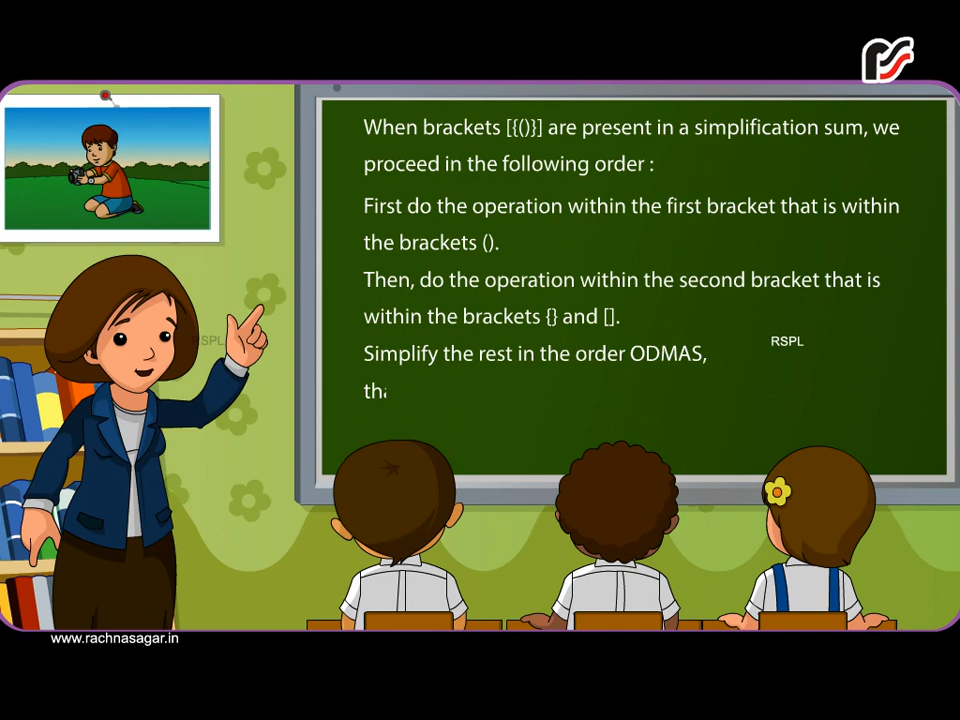 When brackets [{()}] are present in a simplification sum, we
proceed in the following order :
First do the operation within the first bracket that is within
the brackets ().
Then, do the operation within the second bracket that is
within the brackets {} and [].
Simplify the rest in the order ODMAS,
RSPL
RSPL
www.rachnasagar.in